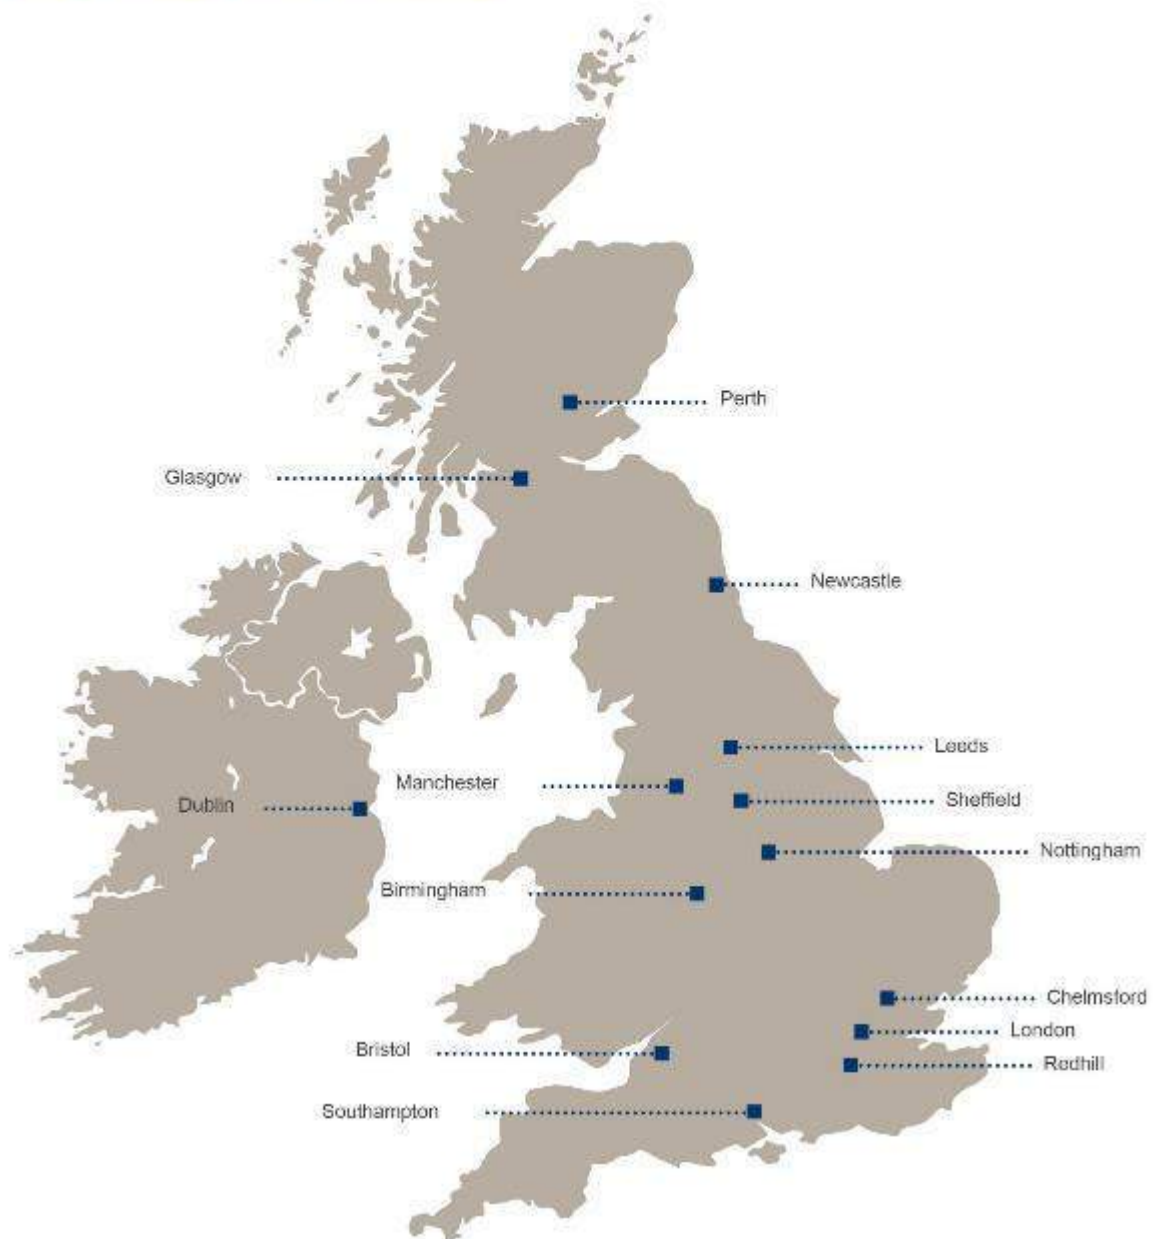 Perth
Glasgow
Newcastle
Leeds
Manchester
Sheffield
Dublin
Nottingham
Birmingham
Chelmsford
London
Bristol
Redhill
Southampton